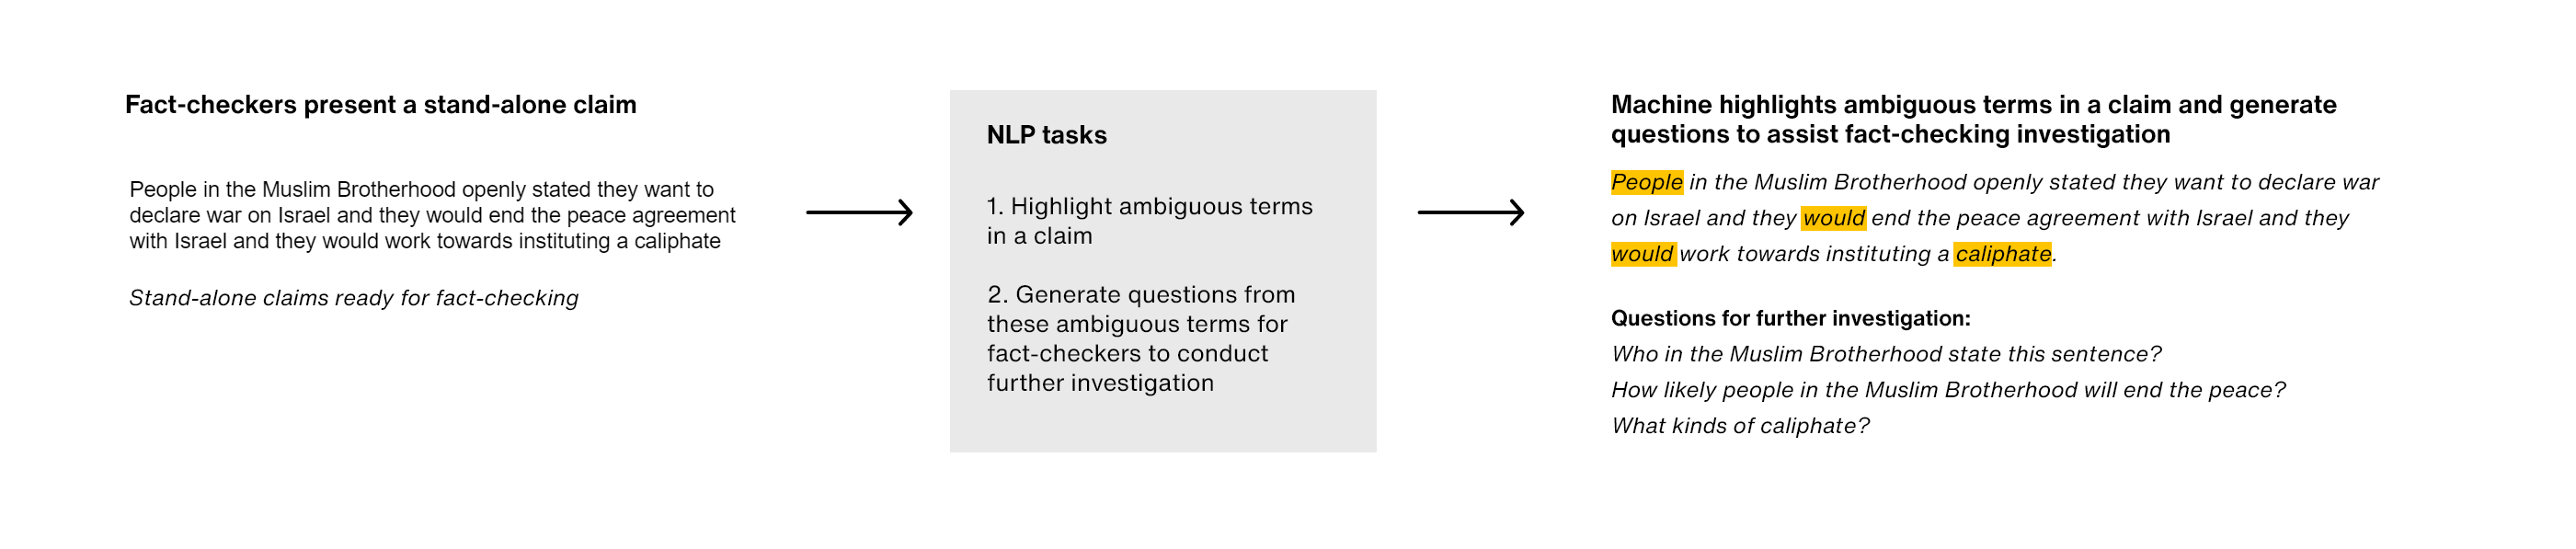 Fact-checkers present a stand-alone claim
People in the Muslim Brotherhood openly stated they want to
declare war on Israel and they would end the peace agreement
with Israel and they would work towards instituting a caliphate
Stand-alone claims ready for fact-checking
NLP tasks
1. Highlight ambiguous terms
in a claim
2. Generate questions from
these ambiguous terms for
fact-checkers to conduct
further investigation
Machine highlights ambiguous terms in a claim and generate
questions to assist fact-checking investigation
People in the Muslim Brotherhood openly stated they want to declare war
on Israel and they would end the peace agreement with Israel and they
would work towards instituting a caliphate.
Questions for further investigation:
Who in the Muslim Brotherhood state this sentence?
How likely people in the Muslim Brotherhood will end the peace?
What kinds of caliphate?